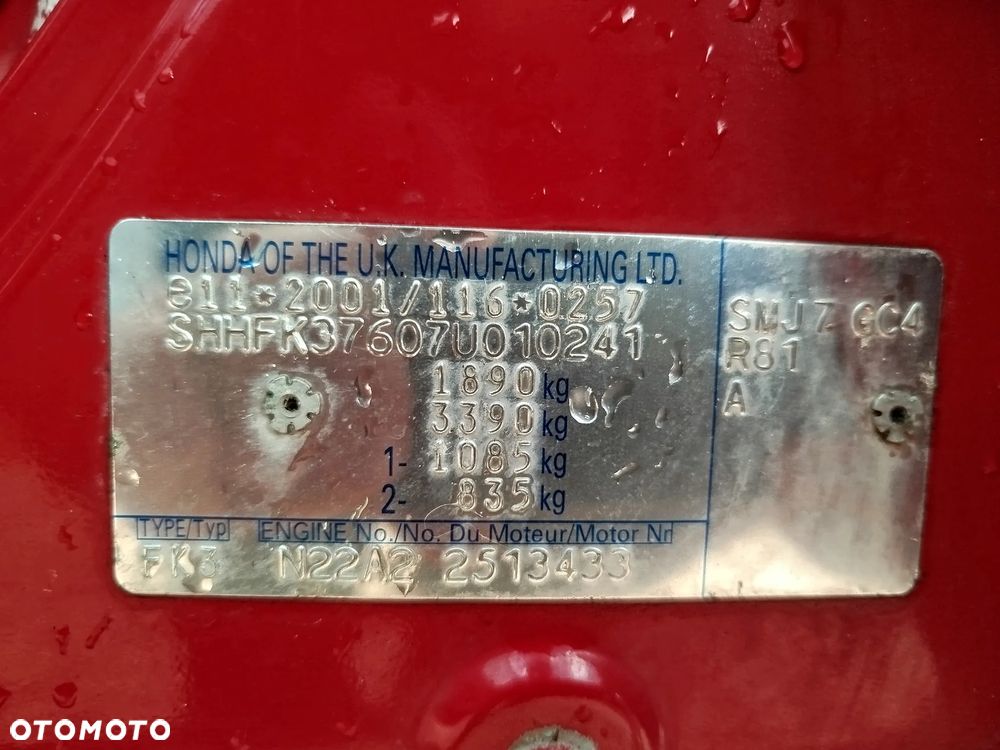 HONDA OF THE U.K. MANUFACTURING LTD.
e11*2001/116*0257
SHHFK37607U010241
1890 kg
3390 kg
1- 1085 kg
2- 835 kg
TYPE/Typ ENGINE No./No. Du Moteur/Motor Nr
FK3 N22A2 2513433
SMJ7 GC4
R81
A
OTOMOTO